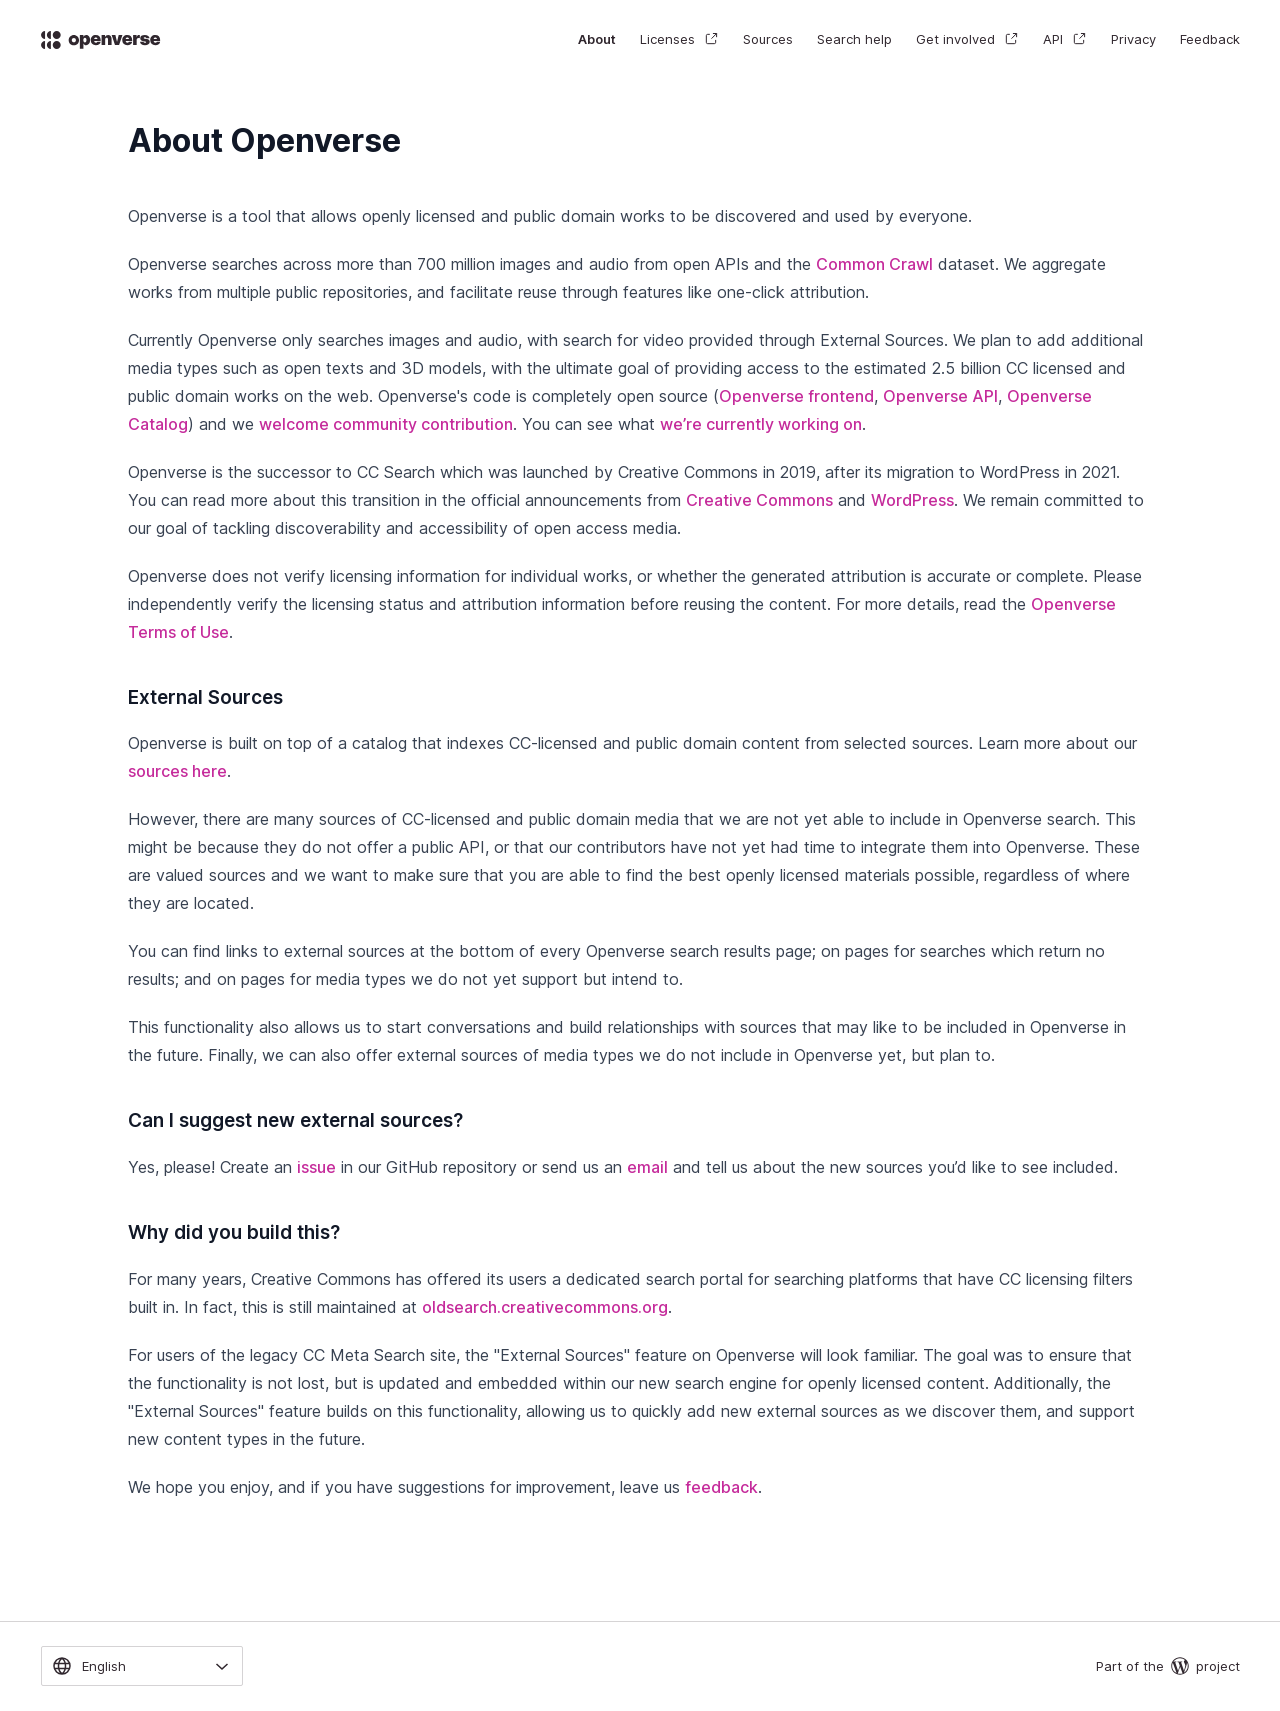 openverse
About Licenses Sources Search help Get involved API Privacy Feedback
About Openverse
Openverse is a tool that allows openly licensed and public domain works to be discovered and used by everyone.
Openverse searches across more than 700 million images and audio from open APIs and the Common Crawl dataset. We aggregate
works from multiple public repositories, and facilitate reuse through features like one-click attribution.
Currently Openverse only searches images and audio, with search for video provided through External Sources. We plan to add additional
media types such as open texts and 3D models, with the ultimate goal of providing access to the estimated 2.5 billion CC licensed and
public domain works on the web. Openverse's code is completely open source (Openverse frontend, Openverse API, Openverse
Catalog) and we welcome community contribution. You can see what we’re currently working on.
Openverse is the successor to CC Search which was launched by Creative Commons in 2019, after its migration to WordPress in 2021.
You can read more about this transition in the official announcements from Creative Commons and WordPress. We remain committed to
our goal of tackling discoverability and accessibility of open access media.
Openverse does not verify licensing information for individual works, or whether the generated attribution is accurate or complete. Please
independently verify the licensing status and attribution information before reusing the content. For more details, read the Openverse
Terms of Use.
External Sources
Openverse is built on top of a catalog that indexes CC-licensed and public domain content from selected sources. Learn more about our
sources here.
However, there are many sources of CC-licensed and public domain media that we are not yet able to include in Openverse search. This
might be because they do not offer a public API, or that our contributors have not yet had time to integrate them into Openverse. These
are valued sources and we want to make sure that you are able to find the best openly licensed materials possible, regardless of where
they are located.
You can find links to external sources at the bottom of every Openverse search results page; on pages for searches which return no
results; and on pages for media types we do not yet support but intend to.
This functionality also allows us to start conversations and build relationships with sources that may like to be included in Openverse in
the future. Finally, we can also offer external sources of media types we do not include in Openverse yet, but plan to.
Can I suggest new external sources?
Yes, please! Create an issue in our GitHub repository or send us an email and tell us about the new sources you’d like to see included.
Why did you build this?
For many years, Creative Commons has offered its users a dedicated search portal for searching platforms that have CC licensing filters
built in. In fact, this is still maintained at oldsearch.creativecommons.org.
For users of the legacy CC Meta Search site, the "External Sources" feature on Openverse will look familiar. The goal was to ensure that
the functionality is not lost, but is updated and embedded within our new search engine for openly licensed content. Additionally, the
"External Sources" feature builds on this functionality, allowing us to quickly add new external sources as we discover them, and support
new content types in the future.
We hope you enjoy, and if you have suggestions for improvement, leave us feedback.
English
Part of the project